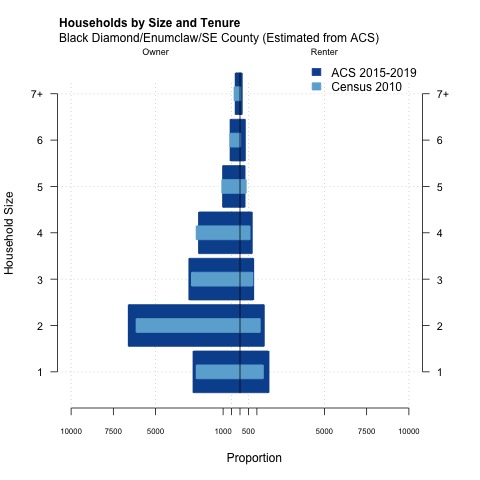 Households by Size and Tenure
Black Diamond/Enumclaw/SE County (Estimated from ACS)
Owner Renter
ACS 2015-2019
Census 2010
7+ 7+
6 6
5 5
4 4
3 3
2 2
1 1
Household Size
10000 7500 5000 1000 500 5000 7500 10000
Proportion